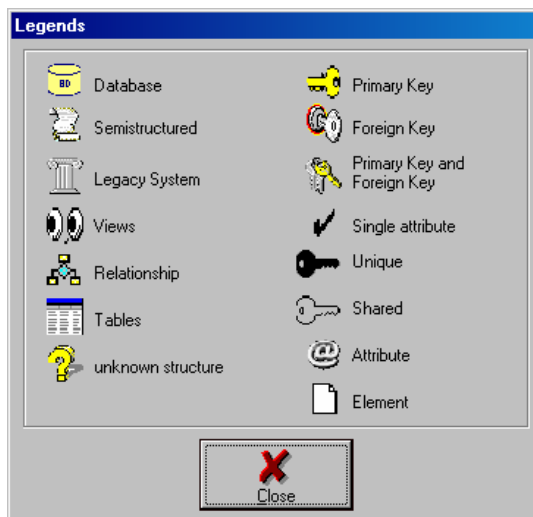 Legends
BD
Database
Semistructured
Legacy System
Views
Relationship
Tables
unknown structure
Primary Key
Foreign Key
Primary Key and
Foreign Key
Single attribute
Unique
Shared
@
Attribute
Element
Close